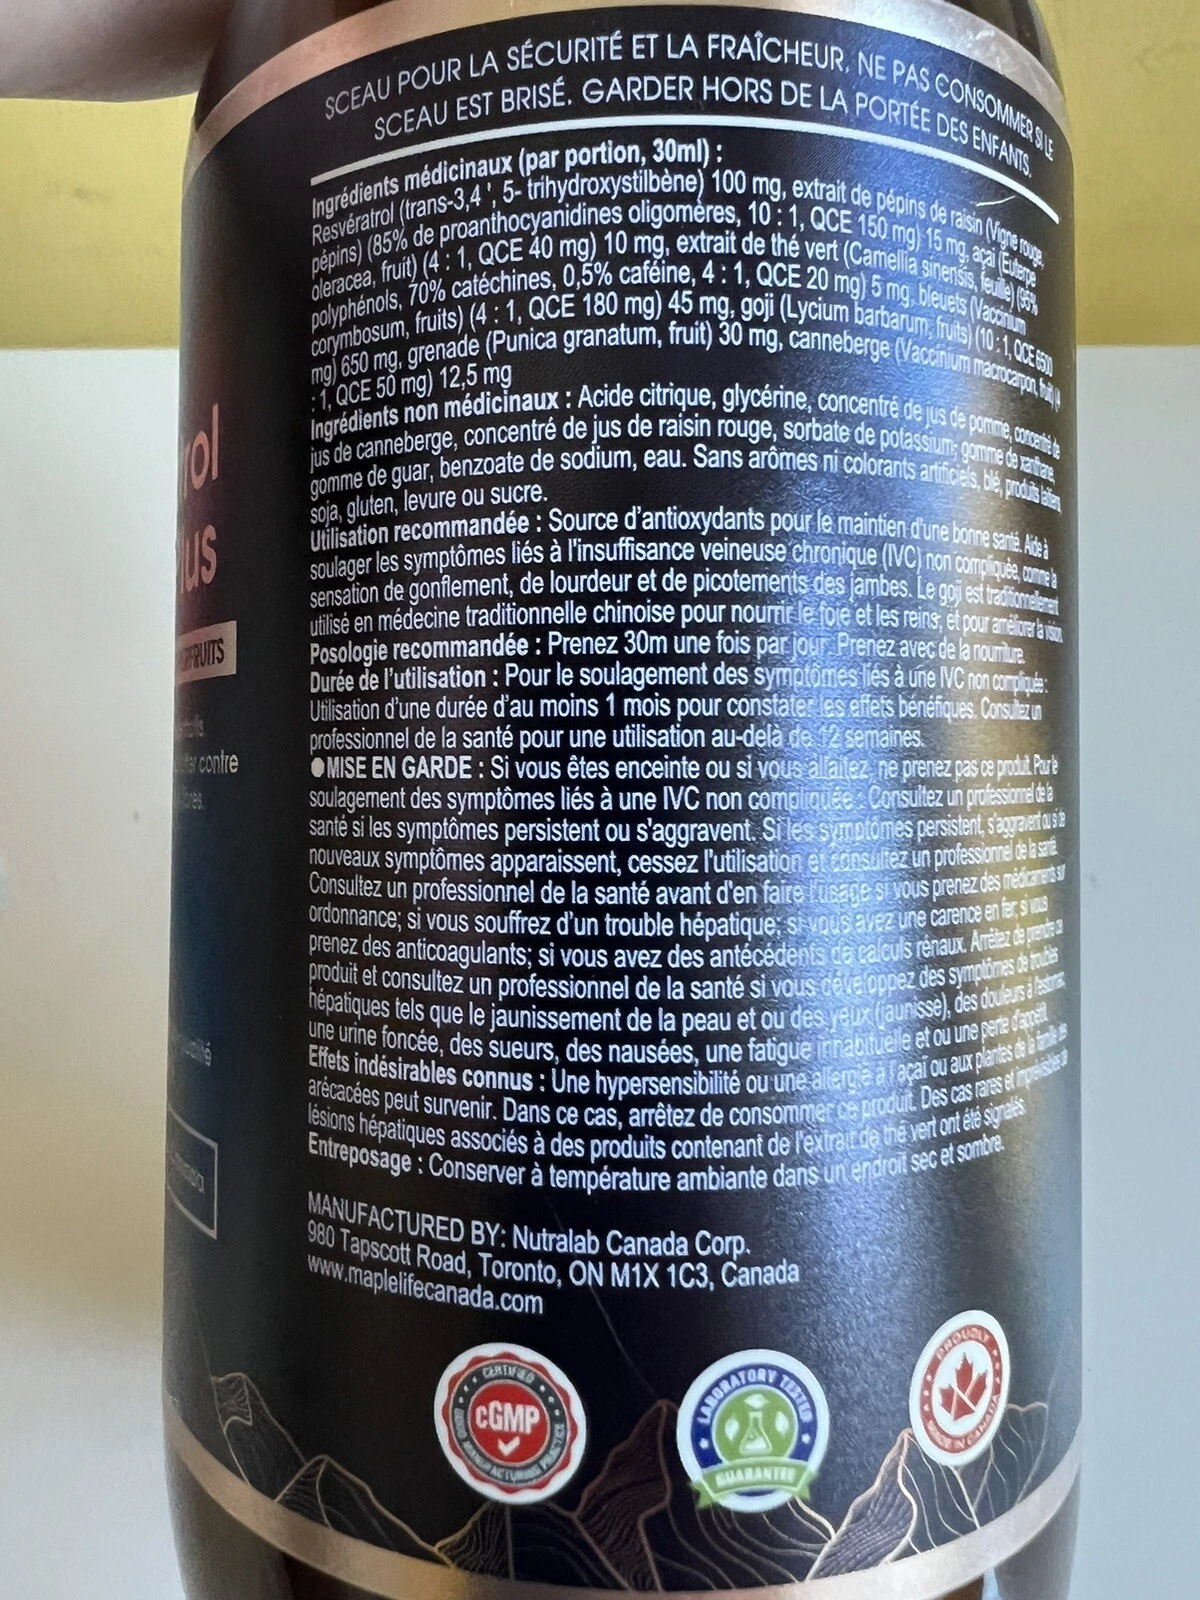 SCEAU POUR LA SÉCURITÉ ET LA FRAÎCHEUR. NE PAS CONSOMMER SI LE
SCEAU EST BRISÉ. GARDER HORS DE LA PORTÉE DES ENFANTS.
Ingrédients médicinaux (par portion, 30ml) :
Resvératrol (trans-3,4 ', 5- trihydroxystilbène) 100 mg, extrait de pépins de raisin (Vigne rouge,
pépins) (85% de proanthocyanidines oligomères, 10 : 1, QCE 150 mg) 15 mg, açaï (Euterpe
oleracea, fruit) (4 : 1, QCE 40 mg) 10 mg, extrait de thé vert (Camellia sinensis, feuille) (95%
polyphénols, 70% catéchines, 0,5% caféine, 4 : 1, QCE 20 mg) 5 mg, bleuets (Vaccinium
corymbosum, fruits) (4 : 1, QCE 180 mg) 45 mg, goji (Lycium barbarum, fruits) (10 : 1, QCE 6500
mg) 650 mg, grenade (Punica granatum, fruit) 30 mg, canneberge (Vaccinium macrocarpon, fruit) (4
: 1, QCE 50 mg) 12,5 mg
Ingrédients non médicinaux : Acide citrique, glycérine, concentré de jus de pomme, concentré de
jus de canneberge, concentré de jus de raisin rouge, sorbate de potassium, gomme de xanthane,
gomme de guar, benzoate de sodium, eau. Sans arômes ni colorants artificiels, blé, produits laitiers,
soja, gluten, levure ou sucre.
Utilisation recommandée : Source d'antioxydants pour le maintien d'une bonne santé. Aide à
soulager les symptômes liés à l'insuffisance veineuse chronique (IVC) non compliquée, comme la
sensation de gonflement, de lourdeur et de picotements des jambes. Le goji est traditionnellement
utilisé en médecine traditionnelle chinoise pour nourrir le foie et les reins, et pour améliorer la vision.
Posologie recommandée : Prenez 30m une fois par jour. Prenez avec de la nourriture.
Durée de l'utilisation : Pour le soulagement des symptômes liés à une IVC non compliquée :
Utilisation d'une durée d'au moins 1 mois pour constater les effets bénéfiques. Consultez un
professionnel de la santé pour une utilisation au-delà de 12 semaines.
●MISE EN GARDE : Si vous êtes enceinte ou si vous allaitez, ne prenez pas ce produit. Pour le
soulagement des symptômes liés à une IVC non compliquée : Consultez un professionnel de la
santé si les symptômes persistent ou s'aggravent. Si les symptômes persistent, s'aggravent ou si de
nouveaux symptômes apparaissent, cessez l'utilisation et consultez un professionnel de la santé.
Consultez un professionnel de la santé avant d'en faire l'usage si vous prenez des médicaments sur
ordonnance; si vous souffrez d'un trouble hépatique; si vous avez une carence en fer; si vous
prenez des anticoagulants; si vous avez des antécédents de calculs rénaux. Arrêtez de prendre ce
produit et consultez un professionnel de la santé si vous développez des symptômes de troubles
hépatiques tels que le jaunissement de la peau et ou des yeux (jaunisse), des douleurs à l'estomac,
une urine foncée, des sueurs, des nausées, une fatigue inhabituelle et ou une perte d'appétit.
Effets indésirables connus : Une hypersensibilité ou une allergie à l'açaï ou aux plantes de la famille des
arécacées peut survenir. Dans ce cas, arrêtez de consommer ce produit. Des cas rares et imprévisibles de
lésions hépatiques associés à des produits contenant de l'extrait de thé vert ont été signalés.
Entreposage : Conserver à température ambiante dans un endroit sec et sombre.
MANUFACTURED BY: Nutralab Canada Corp.
980 Tapscott Road, Toronto, ON M1X 1C3, Canada
www.maplelifecanada.com
CERTIFIED
cGMP
GOOD MANUFACTURING PRACTICE
LABORATORY TESTED
GUARANTEE
PROUDLY
MADE IN CANADA
rol
lus
RFRUITS
contre